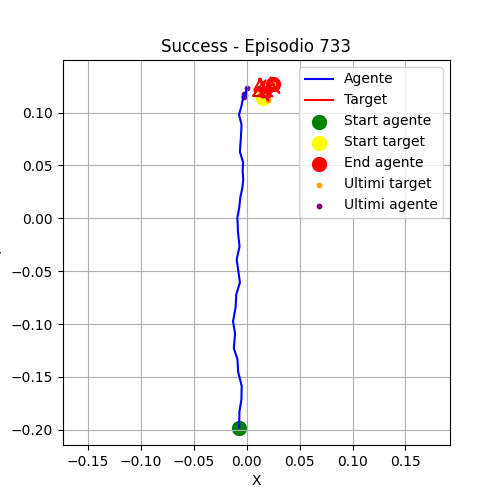 Success - Episodio 733
Agente
Target
Start agente
Start target
End agente
Ultimi target
Ultimi agente
0.10
0.05
0.00
−0.05
−0.10
−0.15
−0.20
−0.15 −0.10 −0.05 0.00 0.05 0.10 0.15
X